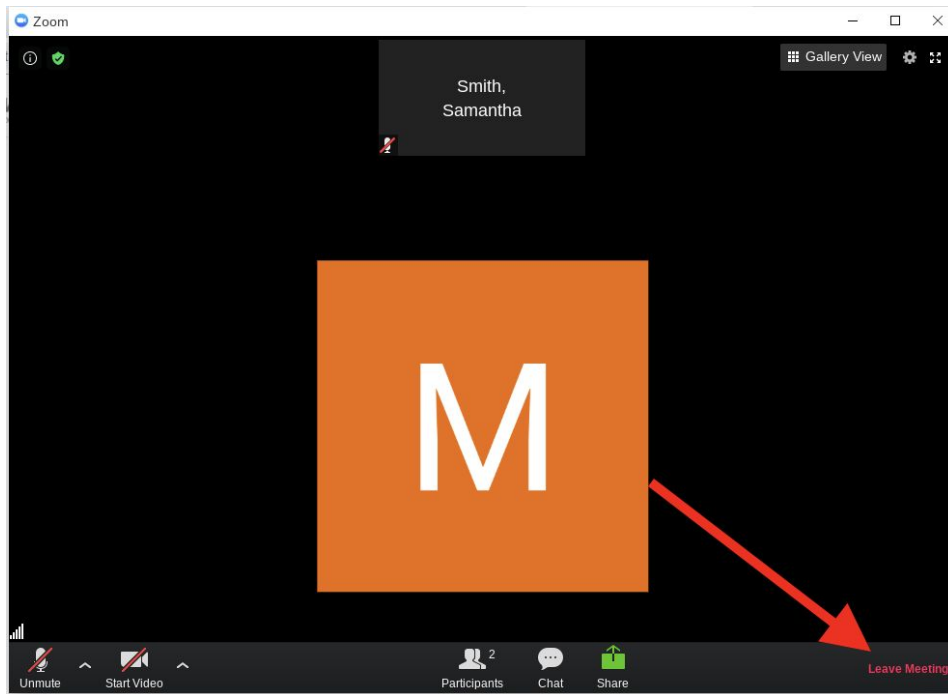 Zoom
Gallery View
Smith,
Samantha
M
2
Unmute
Start Video
Participants
Chat
Share
Leave Meeting